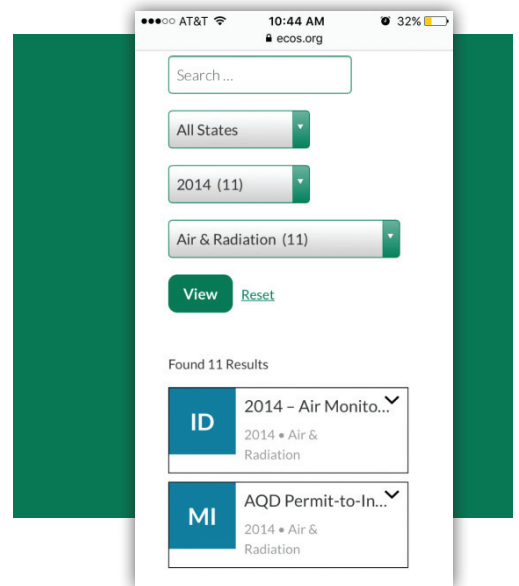 AT&T 10:44 AM 32%
ecos.org
Search ...
All States
2014 (11)
Air & Radiation (11)
View Reset
Found 11 Results
ID
2014 – Air Monito...
2014 • Air &
Radiation
MI
AQD Permit-to-In...
2014 • Air &
Radiation